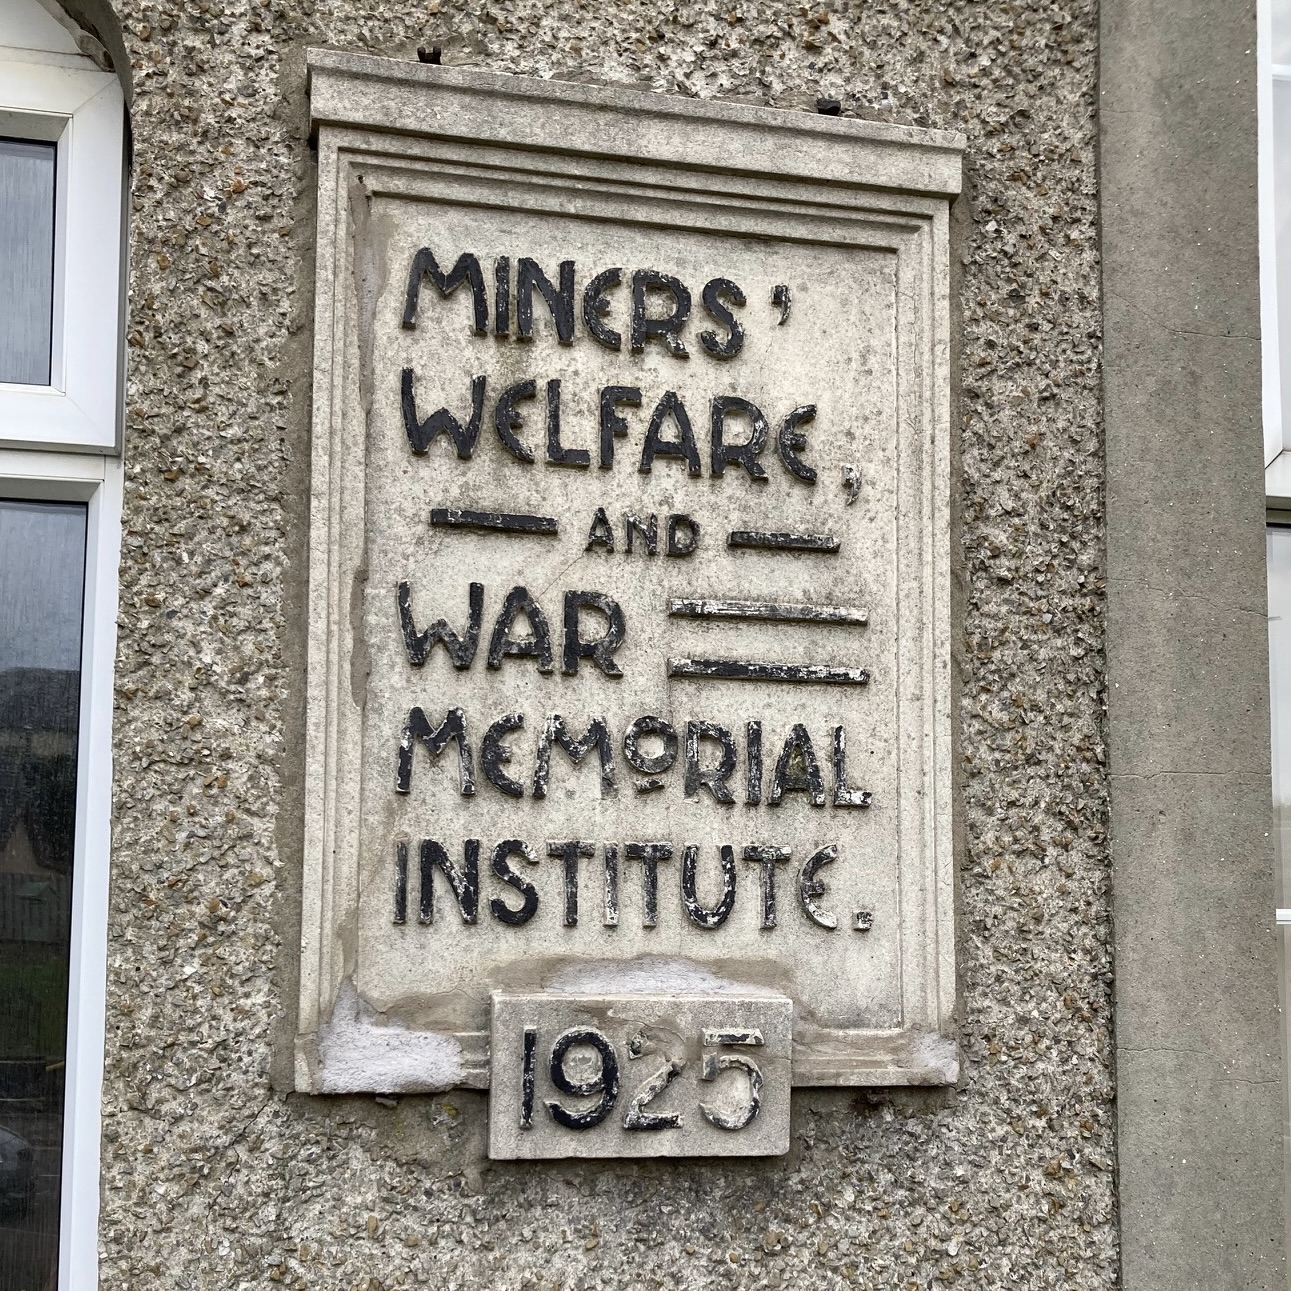 MINERS'
WELFARE,
— AND —
WAR
MEMORIAL
INSTITUTE.
1925